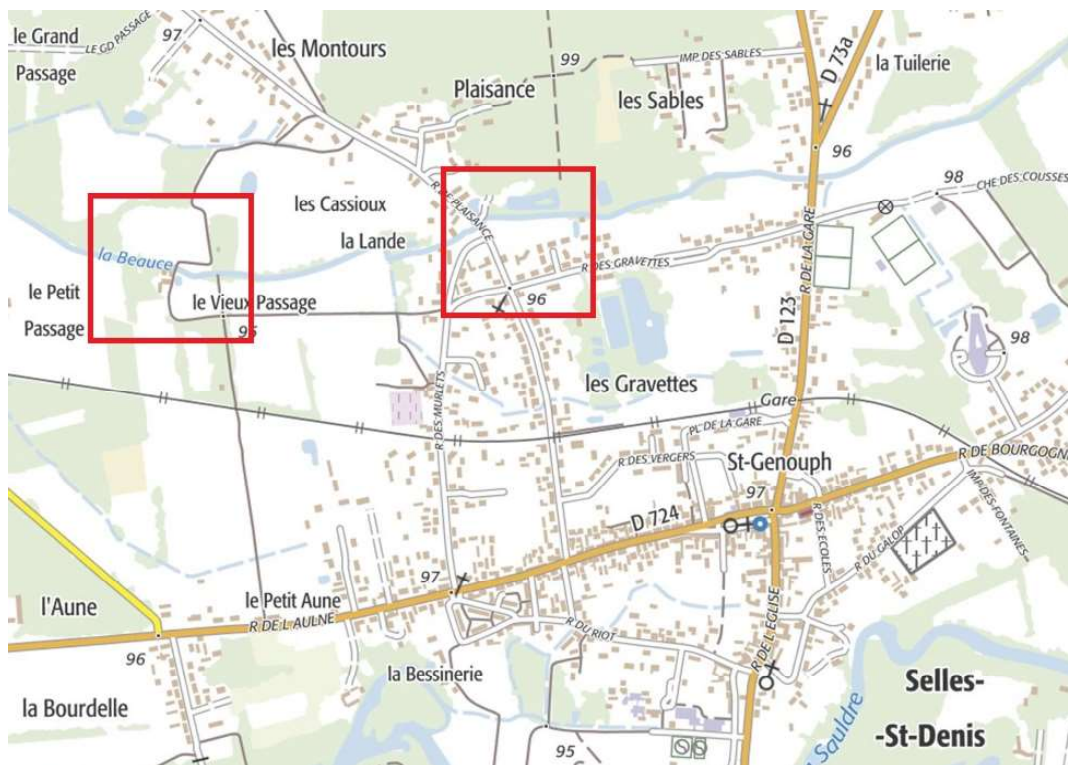 le Grand
Passage
LE GD PASSAGE
97
les Montours
99
IMP DES SABLES
D 73a
la Tuilerie
Plaisance
les Sables
96
R DE PLAISANCE
98
CHE DES COUSSES
les Cassioux
la Lande
R DE LA GARE
la Beauce
R DES GRAVETTES
le Petit
Passage
le Vieux Passage
95
96
D 123
98
les Gravettes
R DES MURLETS
Gare
PL DE LA GARE
R DES VERGERS
St-Genouph
R DE BOURGOGNE
97
D 724
R DES ECOLES
IMP DES FONTAINES
R DU GALOP
97
l'Aune
le Petit Aune
R DE L'AULNE
96
R DU RIOT
R DE L'EGLISE
la Bessinerie
la Bourdelle
95
Sauldre
Selles-
-St-Denis